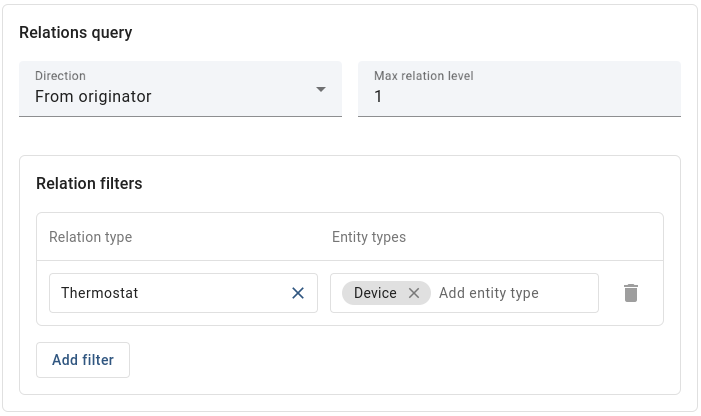 Relations query
Direction
From originator
Max relation level
1
Relation filters
Relation type
Entity types
Thermostat
Device
Add entity type
Add filter